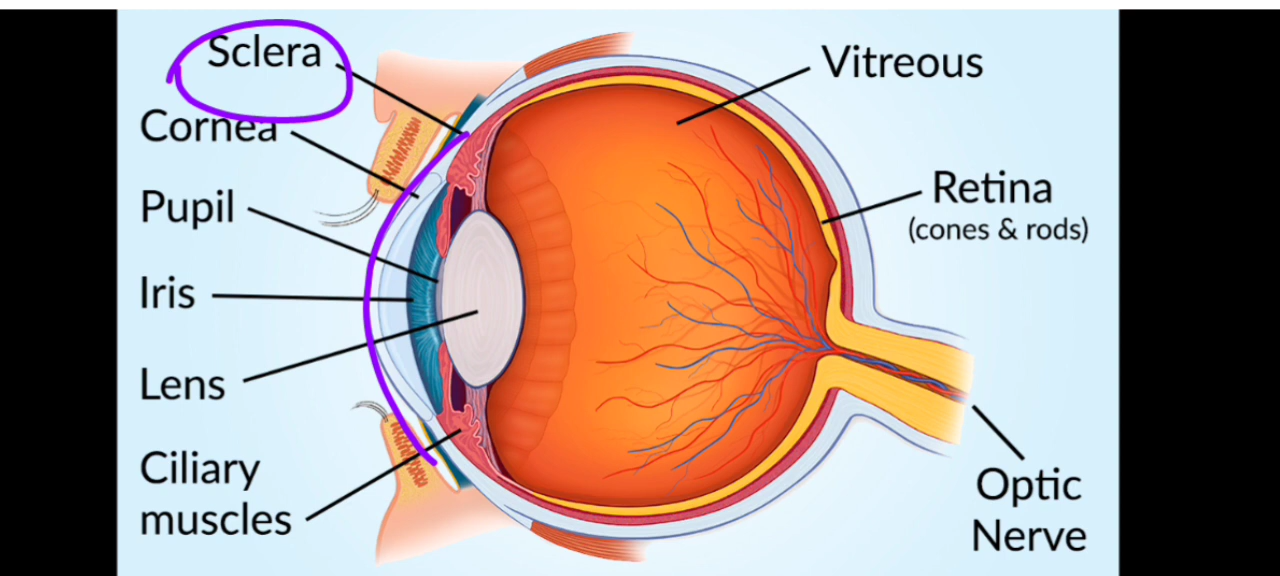 Sclera
Cornea
Pupil
Iris
Lens
Ciliary
muscles
Vitreous
Retina
(cones & rods)
Optic
Nerve